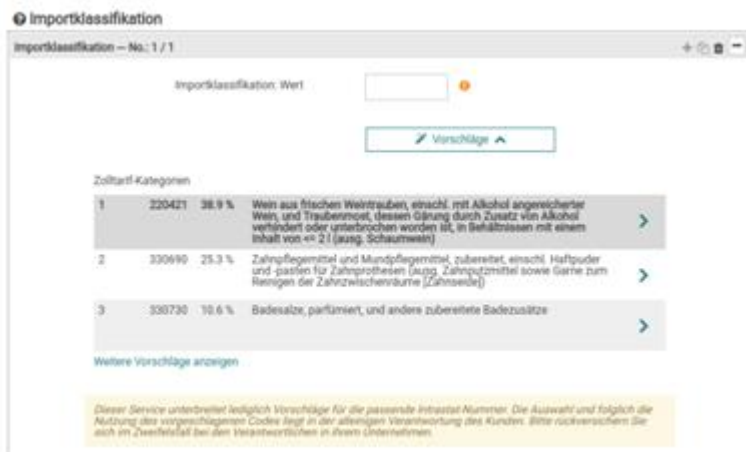 Importklassifikation
Importklassifikation — No.: 1 / 1
Importklassifikation: Wert
Vorschläge
Zolltarif-Kategorien
1 220421 38.9 % Wein aus frischen Weintrauben, einschl. mit Alkohol angereicherter
Wein, und Traubenmost, dessen Gärung durch Zusatz von Alkohol
verhindert oder unterbrochen worden ist, in Behältnissen mit einem
Inhalt von <= 2 l (ausg. Schaumwein)
2 330690 25.3 % Zahnpflegemittel und Mundpflegemittel, zubereitet, einschl. Haftpuder
und -pasten für Zahnprothesen (ausg. Zahnputzmittel sowie Garne zum
Reinigen der Zahnzwischenräume [Zahnseide])
3 330730 10.6 % Badesalze, parfümiert, und andere zubereitete Badezusätze
Weitere Vorschläge anzeigen
Dieser Service unterbreitet lediglich Vorschläge für die passende Intrastat-Nummer. Die Auswahl und folglich die
Nutzung des vorgeschlagenen Codes liegt in der alleinigen Verantwortung des Kunden. Bitte rückversichern Sie
sich im Zweifelsfall bei den Verantwortlichen in Ihrem Unternehmen.